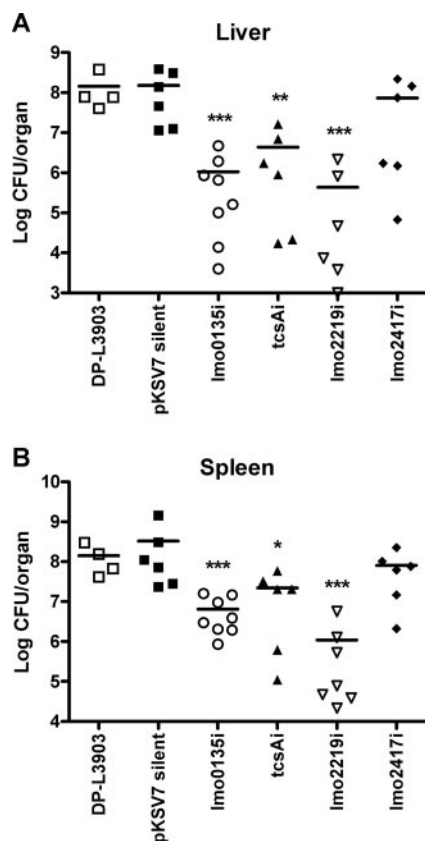 A
Liver
Log CFU/organ
9
8
7
6
5
4
3
***
**
***
DP-L3903
pKSV7 silent
lmo0135i
tcsAi
lmo2219i
lmo2417i
B
Spleen
Log CFU/organ
10
9
8
7
6
5
4
***
*
***
DP-L3903
pKSV7 silent
lmo0135i
tcsAi
lmo2219i
lmo2417i